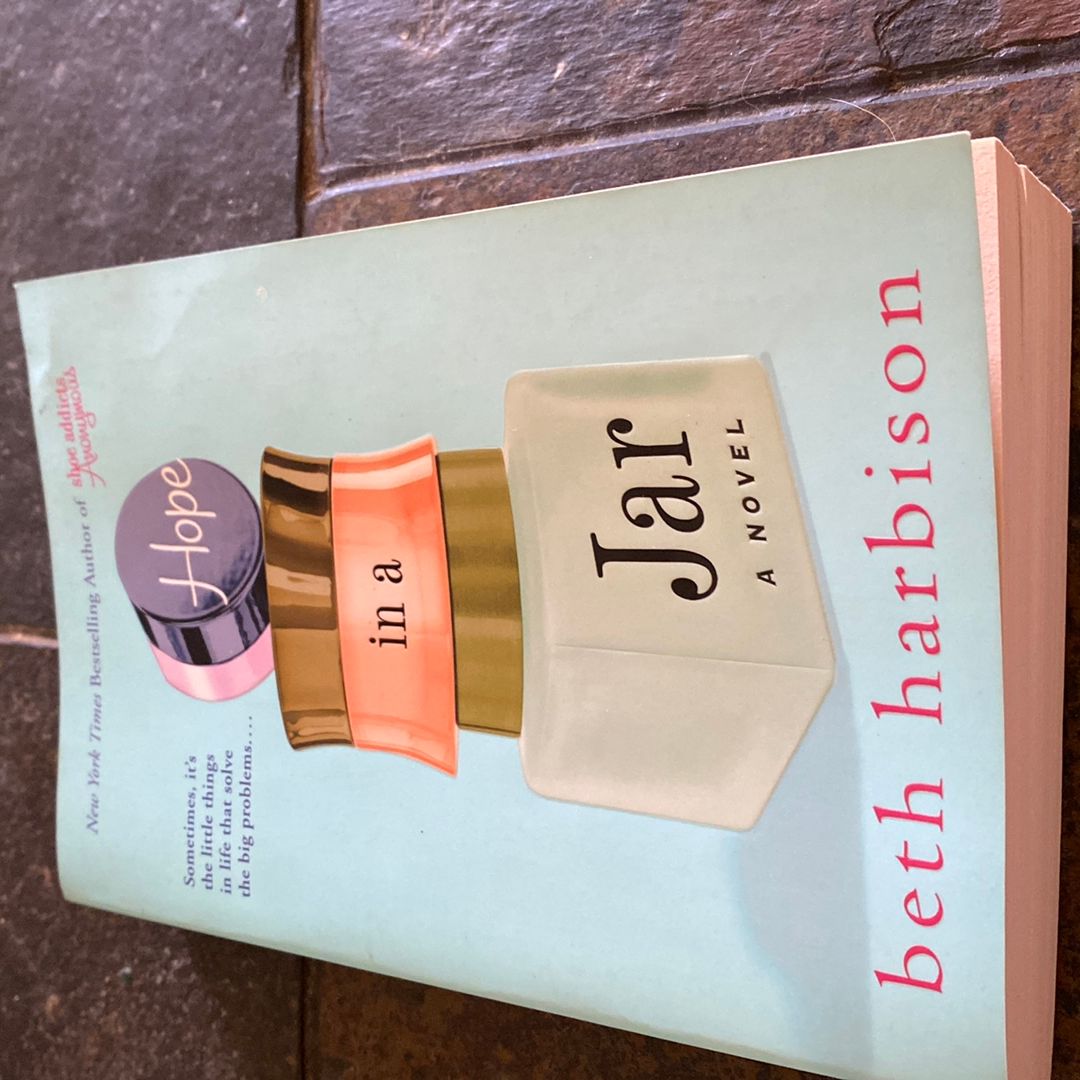 New York Times Bestselling Author of shoe addicts
Anonymous
Sometimes, it's
the little things
in life that solve
the big problems....
Hope
in a
Jar
A NOVEL
beth harbison